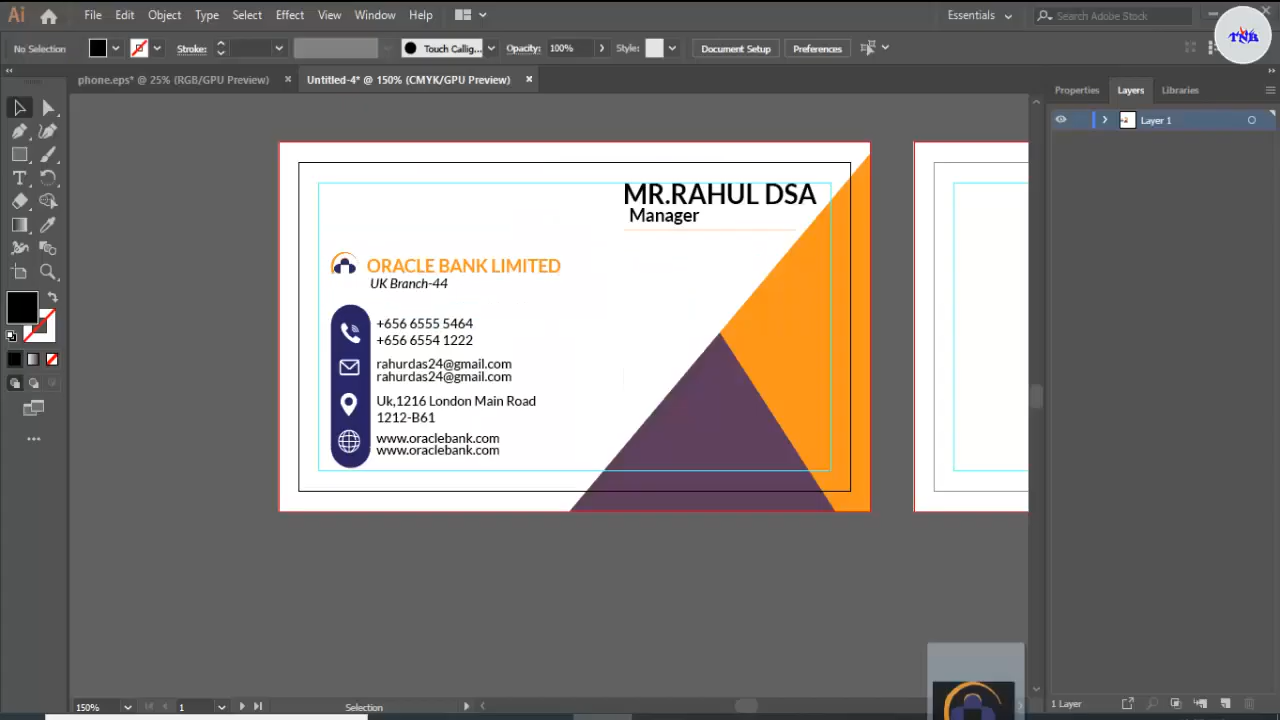 Ai
File Edit Object Type Select Effect View Window Help
Essentials
Search Adobe Stock
TNR
No Selection
Stroke:
Touch Callig...
Opacity: 100%
Style:
Document Setup
Preferences
phone.eps* @ 25% (RGB/GPU Preview) ×
Untitled-4* @ 150% (CMYK/GPU Preview) ×
Properties Layers Libraries
Layer 1
MR.RAHUL DSA
Manager
ORACLE BANK LIMITED
UK Branch-44
+656 6555 5464
+656 6554 1222
rahurdas24@gmail.com
rahurdas24@gmail.com
Uk,1216 London Main Road
1212-B61
www.oraclebank.com
www.oraclebank.com
150%
1
Selection
1 Layer